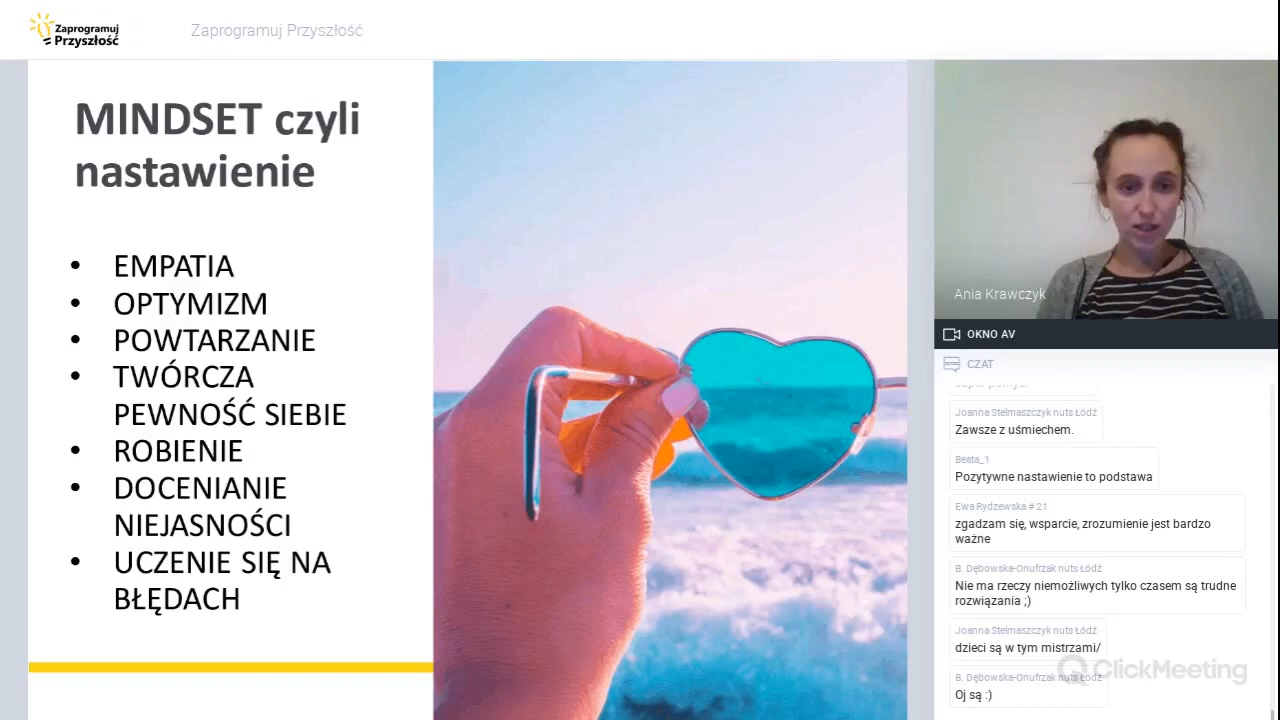 Zaprogramuj
Przyszłość
Zaprogramuj Przyszłość
MINDSET czyli
nastawienie
• EMPATIA
• OPTYMIZM
• POWTARZANIE
• TWÓRCZA
PEWNOŚĆ SIEBIE
• ROBIENIE
• DOCENIANIE
NIEJASNOŚCI
• UCZENIE SIĘ NA
BŁĘDACH
Ania Krawczyk
OKNO AV
CZAT
Joanna Stelmaszczyk nuts Łódź
Zawsze z uśmiechem.
Beata_1
Pozytywne nastawienie to podstawa
Ewa Rydzewska # 21
zgadzam się, wsparcie, zrozumienie jest bardzo
ważne
B. Dębowska-Onufrzak nuts Łódź
Nie ma rzeczy niemożliwych tylko czasem są trudne
rozwiązania ;)
Joanna Stelmaszczyk nuts Łódź
dzieci są w tym mistrzami/
ClickMeeting
B. Dębowska-Onufrzak nuts Łódź
Oj są :)